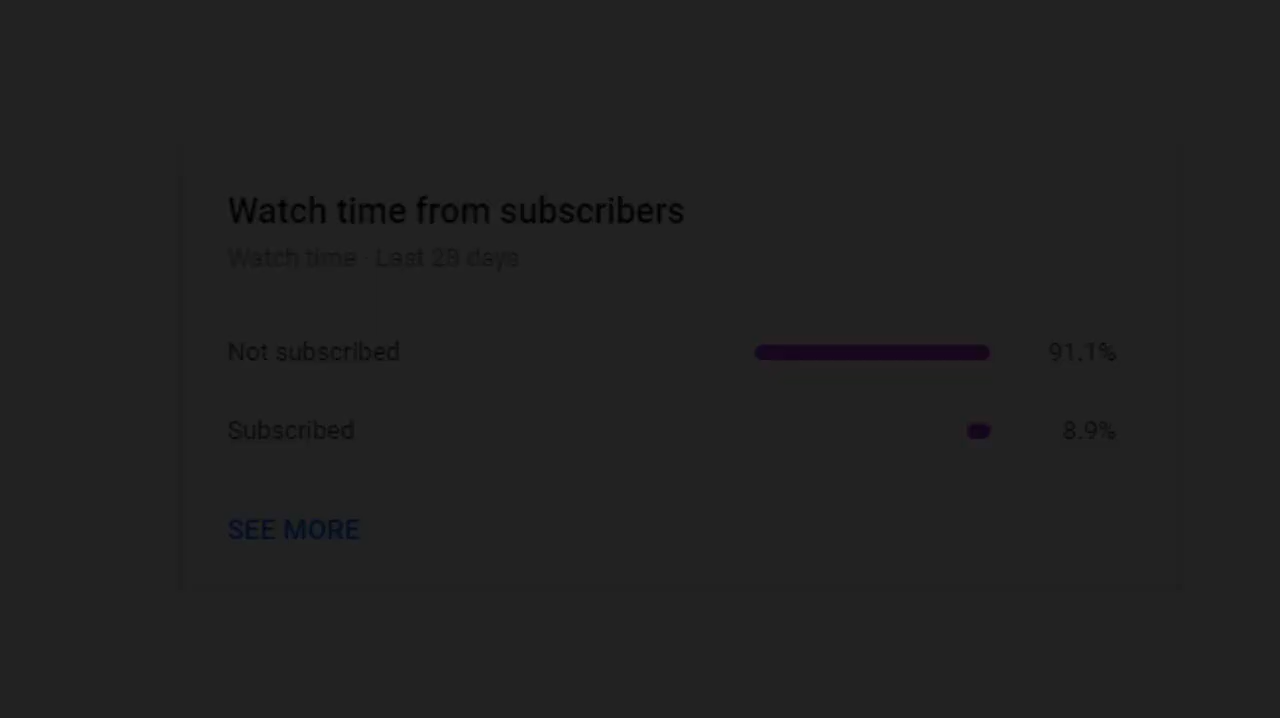 Watch time from subscribers
Watch time · Last 28 days
Not subscribed 91.1%
Subscribed 8.9%
SEE MORE